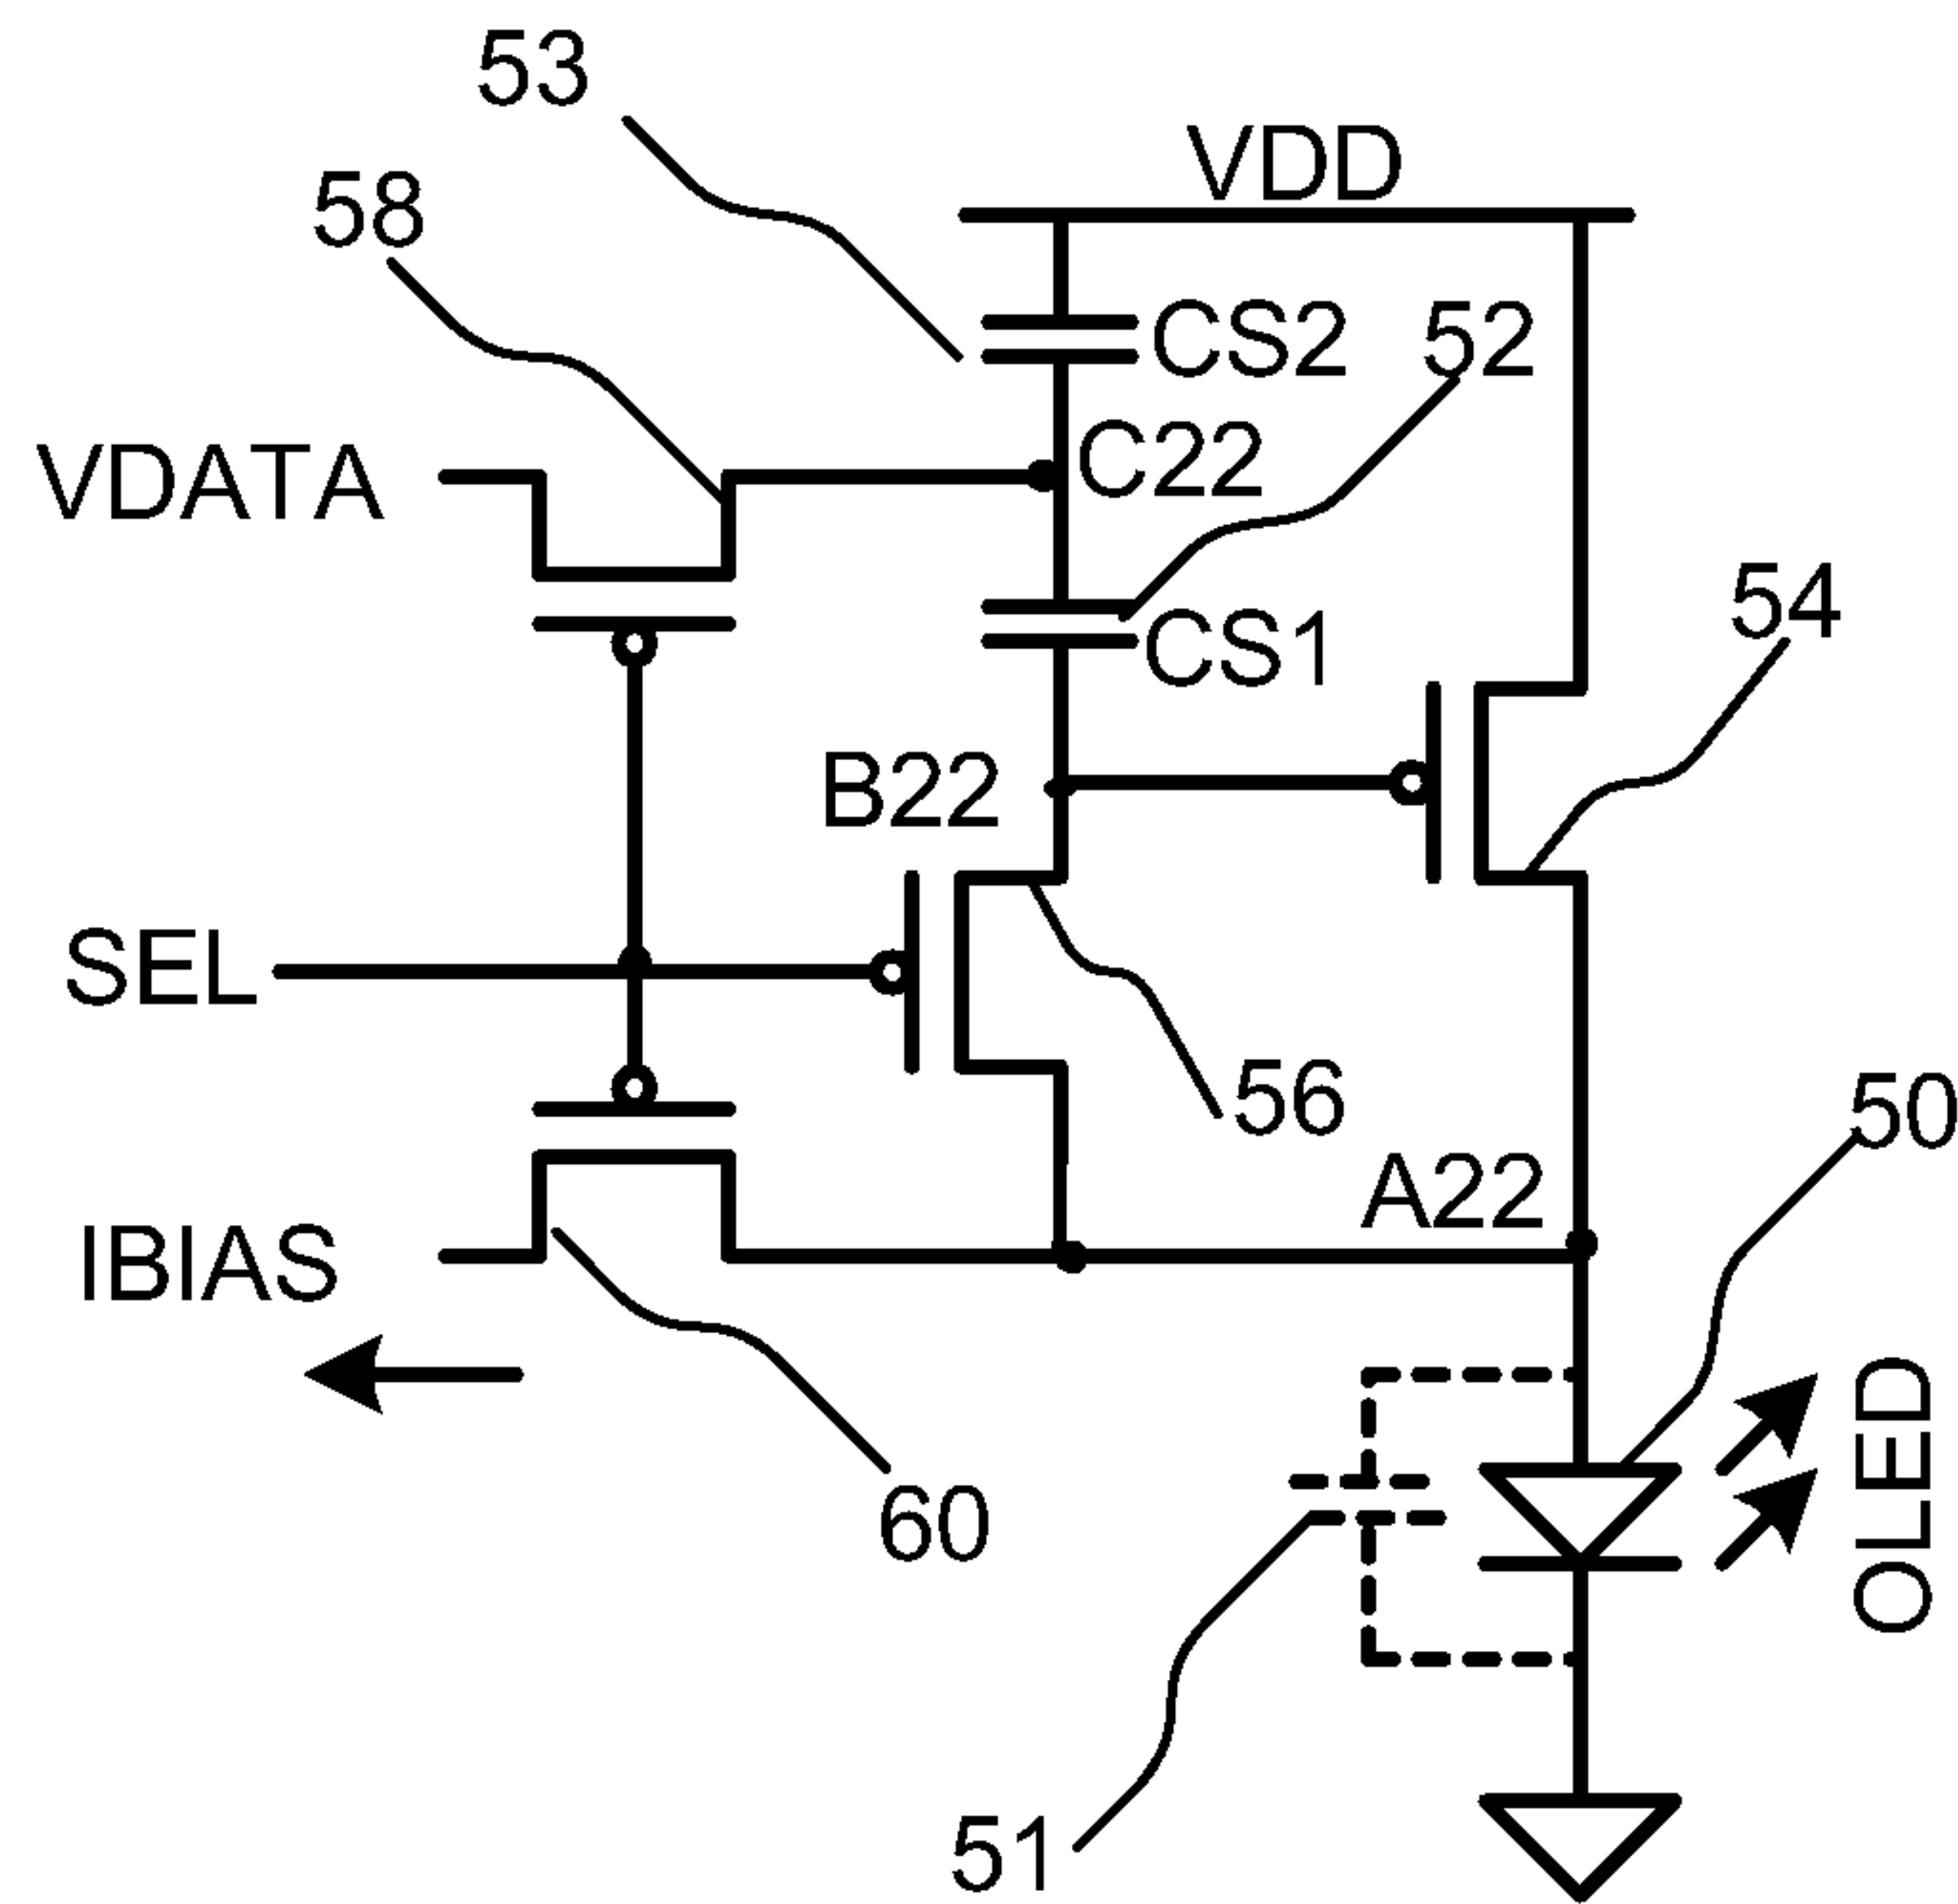 53
VDD
58
CS2
52
C22
VDATA
54
CS1
B22
SEL
56
50
A22
IBIAS
OLED
60
51